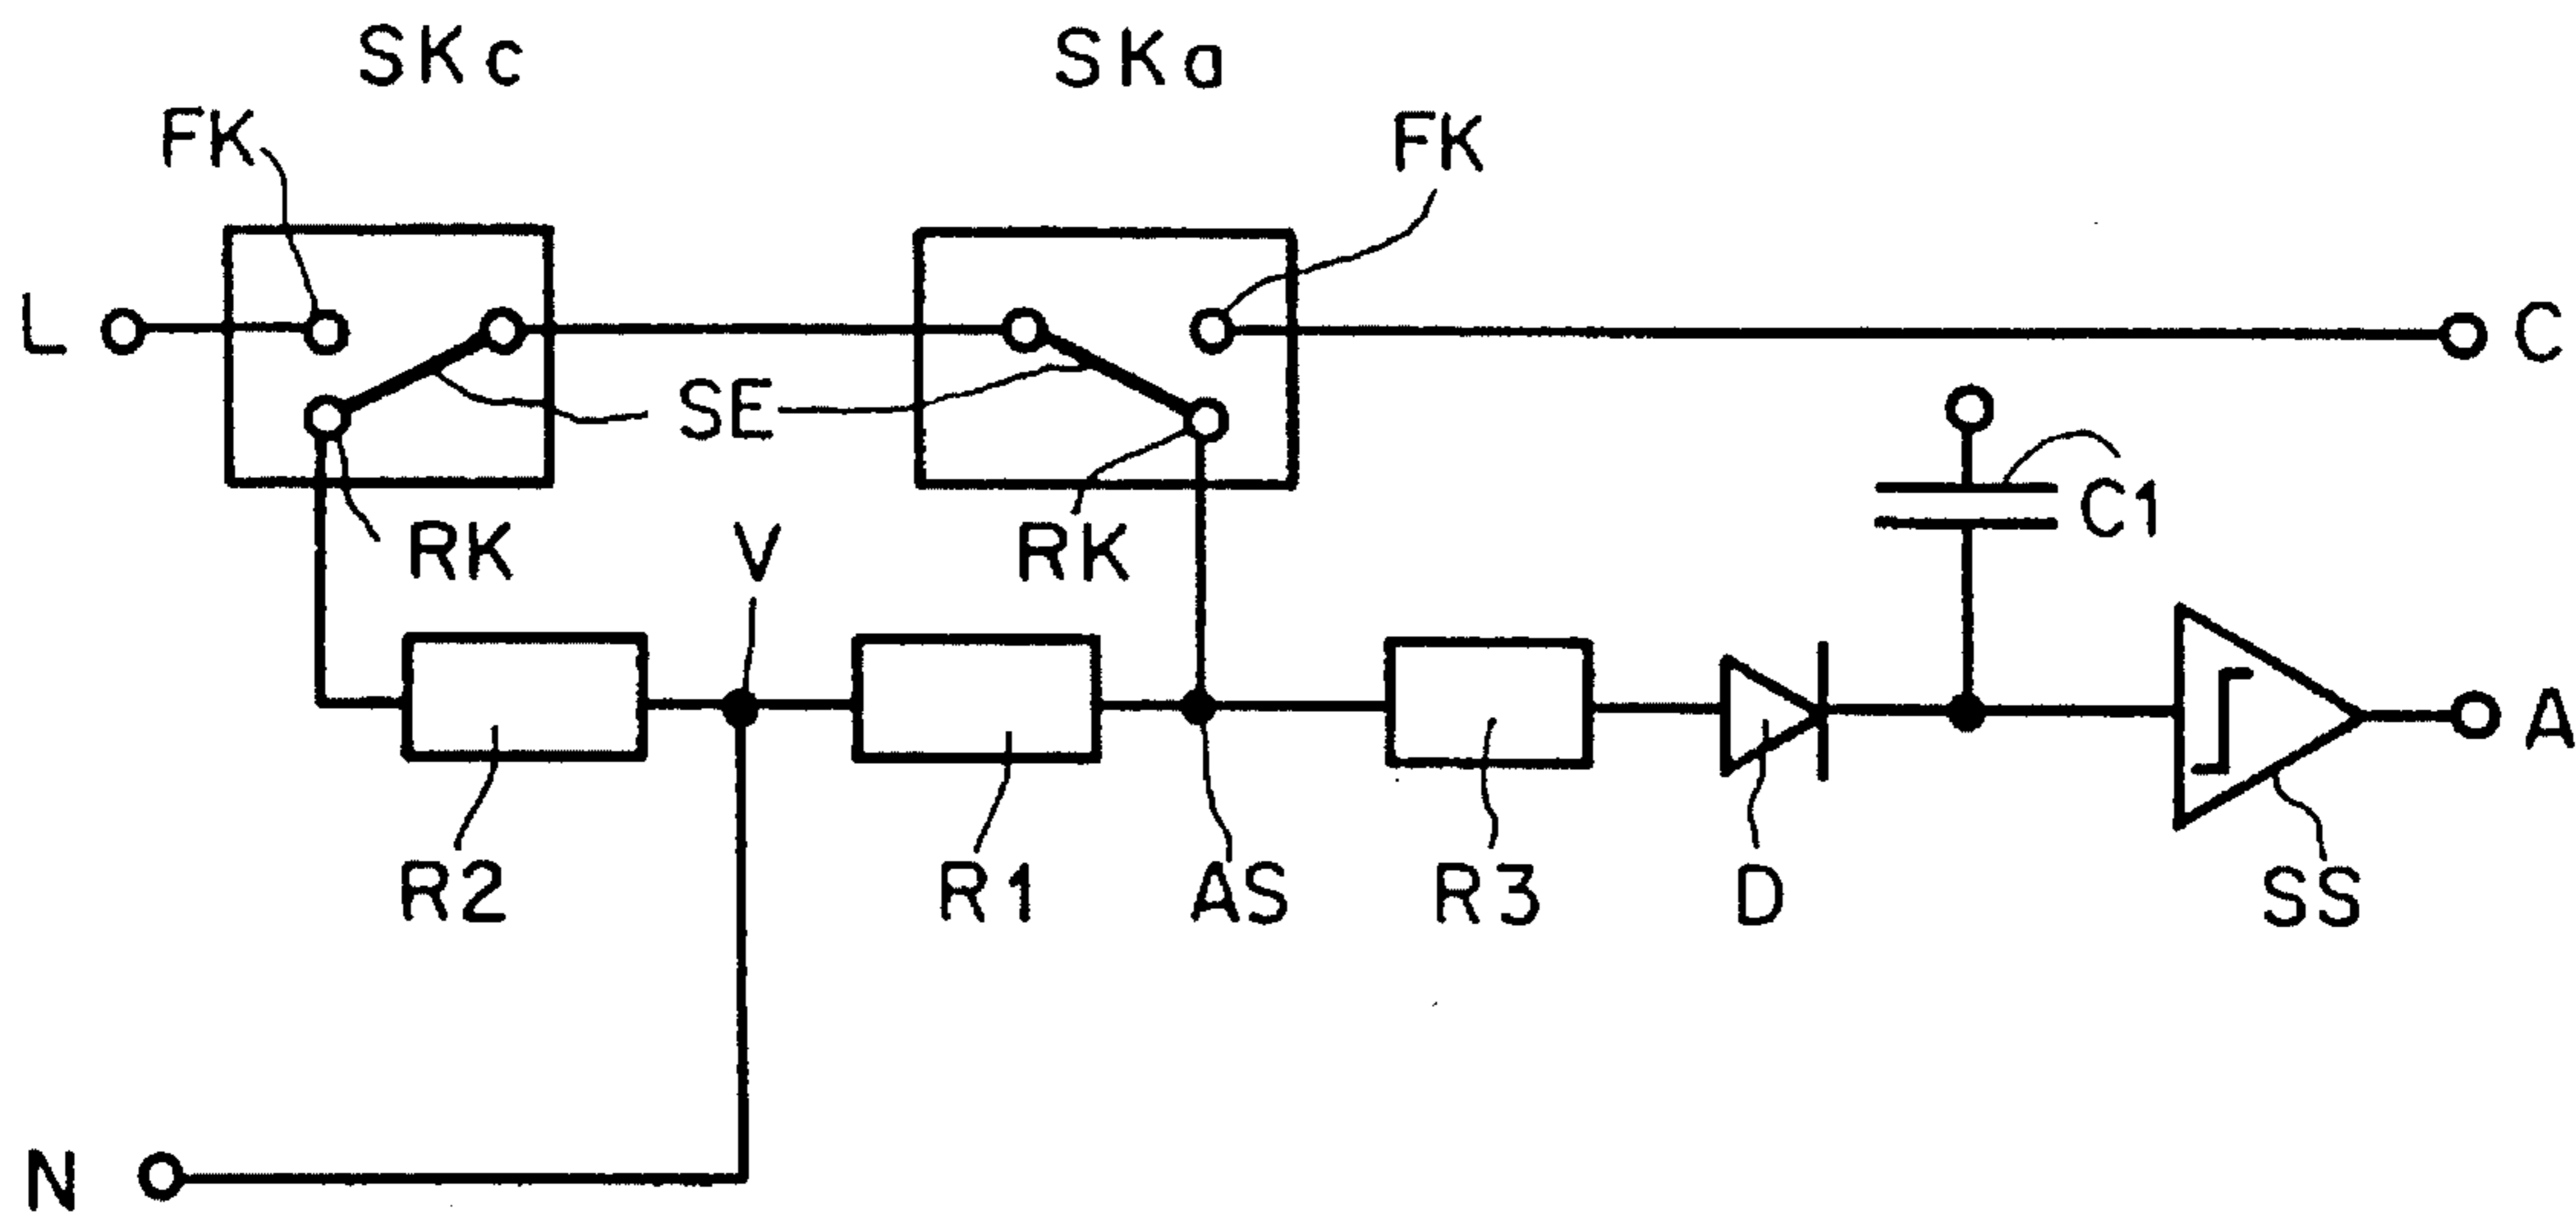 SKc SKa
FK FK
L C
SE
C1
RK V RK
A
R2 R1 AS R3 D SS
N